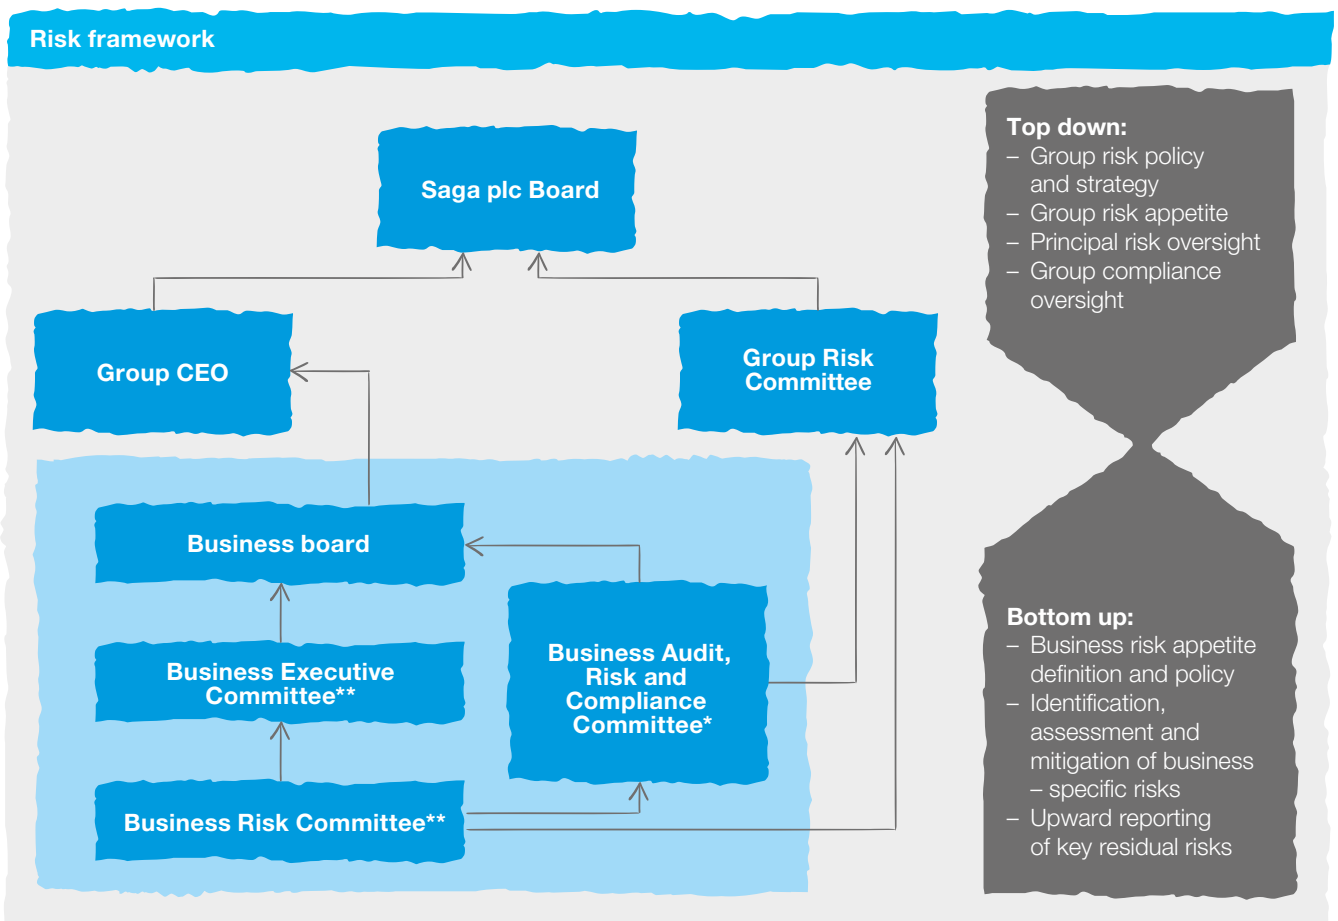 Risk framework
Saga plc Board
Group CEO
Group Risk
Committee
Business board
Business Executive
Committee**
Business Audit,
Risk and
Compliance
Committee*
Business Risk Committee**
Top down:
– Group risk policy
and strategy
– Group risk appetite
– Principal risk oversight
– Group compliance
oversight
Bottom up:
– Business risk appetite
definition and policy
– Identification,
assessment and
mitigation of business
– specific risks
– Upward reporting
of key residual risks